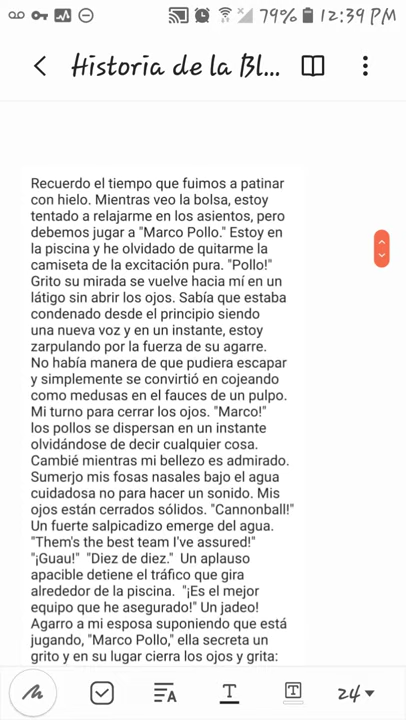 79% 12:39 PM
Historia de la Bl...
Recuerdo el tiempo que fuimos a patinar
con hielo. Mientras veo la bolsa, estoy
tentado a relajarme en los asientos, pero
debemos jugar a "Marco Pollo." Estoy en
la piscina y he olvidado de quitarme la
camiseta de la excitación pura. "Pollo!"
Grito su mirada se vuelve hacia mí en un
látigo sin abrir los ojos. Sabía que estaba
condenado desde el principio siendo
una nueva voz y en un instante, estoy
zarpulando por la fuerza de su agarre.
No había manera de que pudiera escapar
y simplemente se convirtió en cojeando
como medusas en el fauces de un pulpo.
Mi turno para cerrar los ojos. "Marco!"
los pollos se dispersan en un instante
olvidándose de decir cualquier cosa.
Cambié mientras mi bellezo es admirado.
Sumerjo mis fosas nasales bajo el agua
cuidadosa no para hacer un sonido. Mis
ojos están cerrados sólidos. "Cannonball!"
Un fuerte salpicadizo emerge del agua.
"Them's the best team I've assured!"
"¡Guau!" "Diez de diez." Un aplauso
apacible detiene el tráfico que gira
alrededor de la piscina. "¡Es el mejor
equipo que he asegurado!" Un jadeo!
Agarro a mi esposa suponiendo que está
jugando, "Marco Pollo," ella secreta un
grito y en su lugar cierra los ojos y grita:
A T T 24